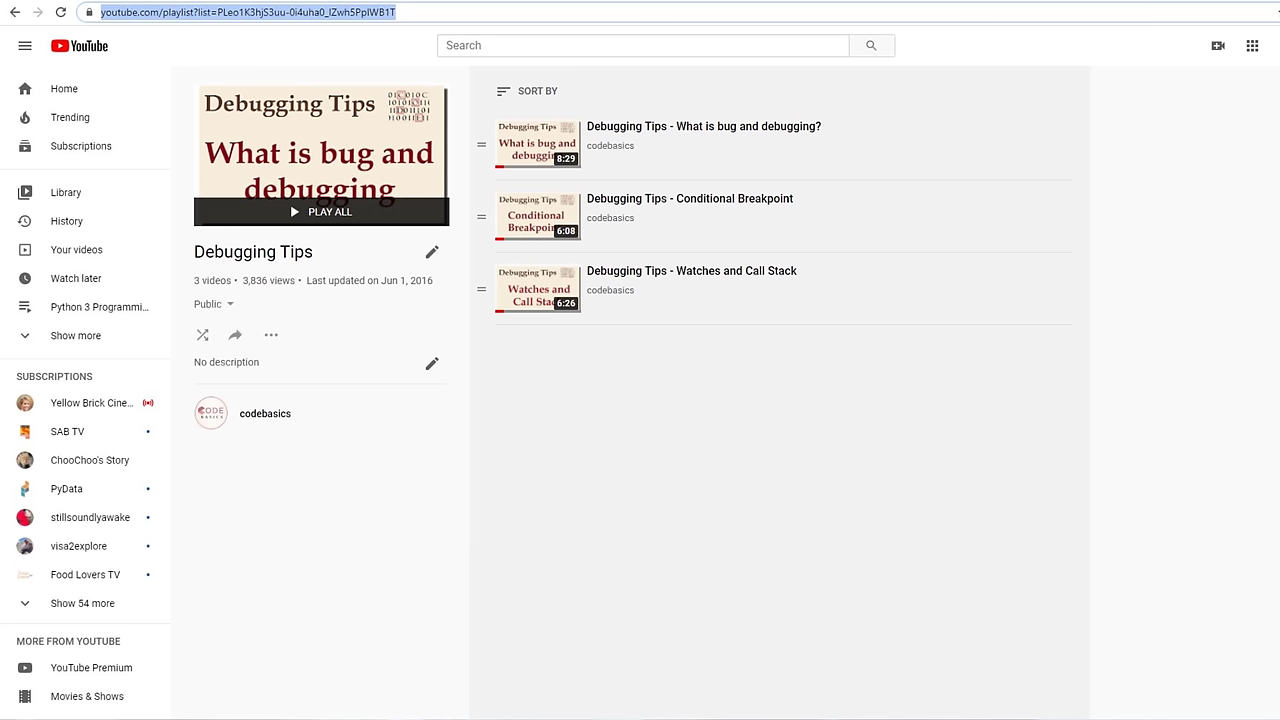 youtube.com/playlist?list=PLeo1K3hjS3uu-0i4uha0_lZwh5PplWB1T
YouTube
Search
Home
Trending
Subscriptions
Library
History
Your videos
Watch later
Python 3 Programmi...
Show more
SUBSCRIPTIONS
Yellow Brick Cine...
SAB TV
ChooChoo's Story
PyData
stillsoundlyawake
visa2explore
Food Lovers TV
Show 54 more
MORE FROM YOUTUBE
YouTube Premium
Movies & Shows
Debugging Tips
What is bug and
debugging
PLAY ALL
Debugging Tips
3 videos • 3,836 views • Last updated on Jun 1, 2016
Public
No description
CODE
BASICS
codebasics
SORT BY
Debugging Tips
What is bug and
8:29
Debugging Tips - What is bug and debugging?
codebasics
Debugging Tips
Conditional
6:08
Debugging Tips - Conditional Breakpoint
codebasics
Debugging Tips
Watches and
6:26
Debugging Tips - Watches and Call Stack
codebasics